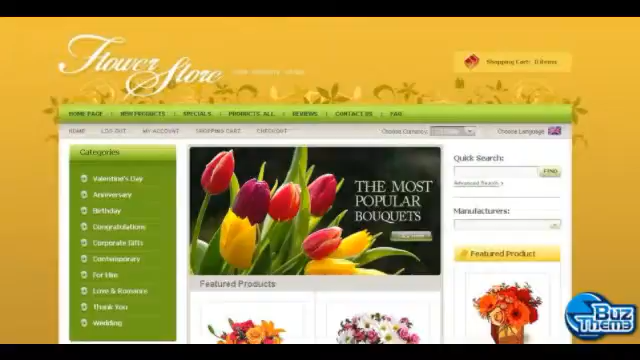 Flower Store
Shopping Cart: 0 items
HOME PAGE | NEW PRODUCTS | SPECIALS | PRODUCTS ALL | REVIEWS | CONTACT US | FAQ
HOME LOG OUT MY ACCOUNT SHOPPING CART CHECKOUT Choose Currency: Choose Language:
Categories
Valentine's Day
Anniversary
Birthday
Congratulations
Corporate Gifts
Contemporary
For Him
Love & Romance
Thank You
Wedding
THE MOST
POPULAR
BOUQUETS
Quick Search:
FIND
Advanced Search >
Manufacturers:
Featured Product
Featured Products
Buz
Theme